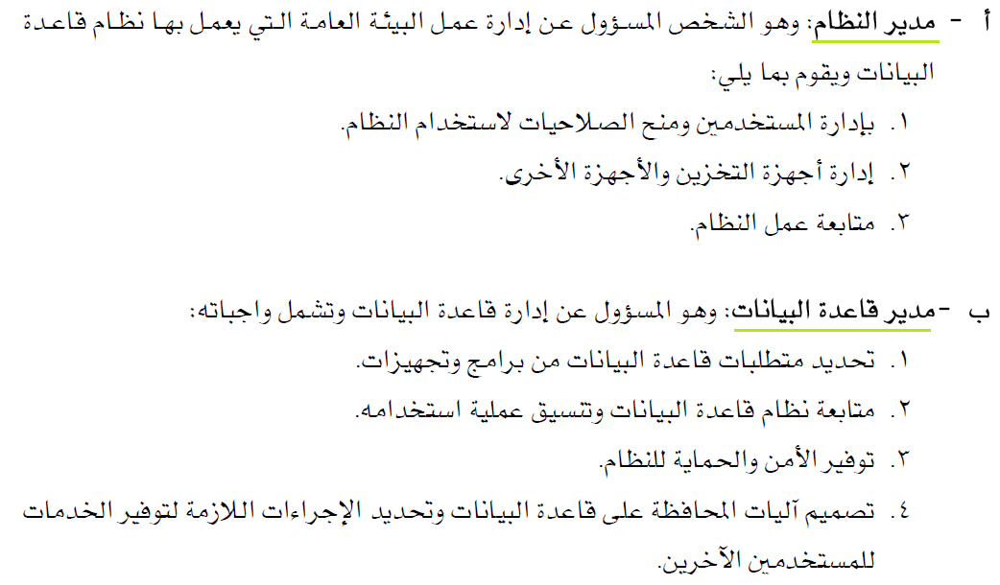 أ - مدير النظام: وهو الشخص المسؤول عن إدارة عمل البيئة العامة التي يعمل بها نظام قاعدة
البيانات ويقوم بما يلي:
١. بإدارة المستخدمين ومنح الصلاحيات لاستخدام النظام.
٢. إدارة أجهزة التخزين والأجهزة الأخرى.
٣. متابعة عمل النظام.
ب -مدير قاعدة البيانات: وهو المسؤول عن إدارة قاعدة البيانات وتشمل واجباته:
١. تحديد متطلبات قاعدة البيانات من برامج وتجهيزات.
٢. متابعة نظام قاعدة البيانات وتنسيق عملية استخدامه.
٣. توفير الأمن والحماية للنظام.
٤. تصميم آليات المحافظة على قاعدة البيانات وتحديد الإجراءات اللازمة لتوفير الخدمات
للمستخدمين الآخرين.